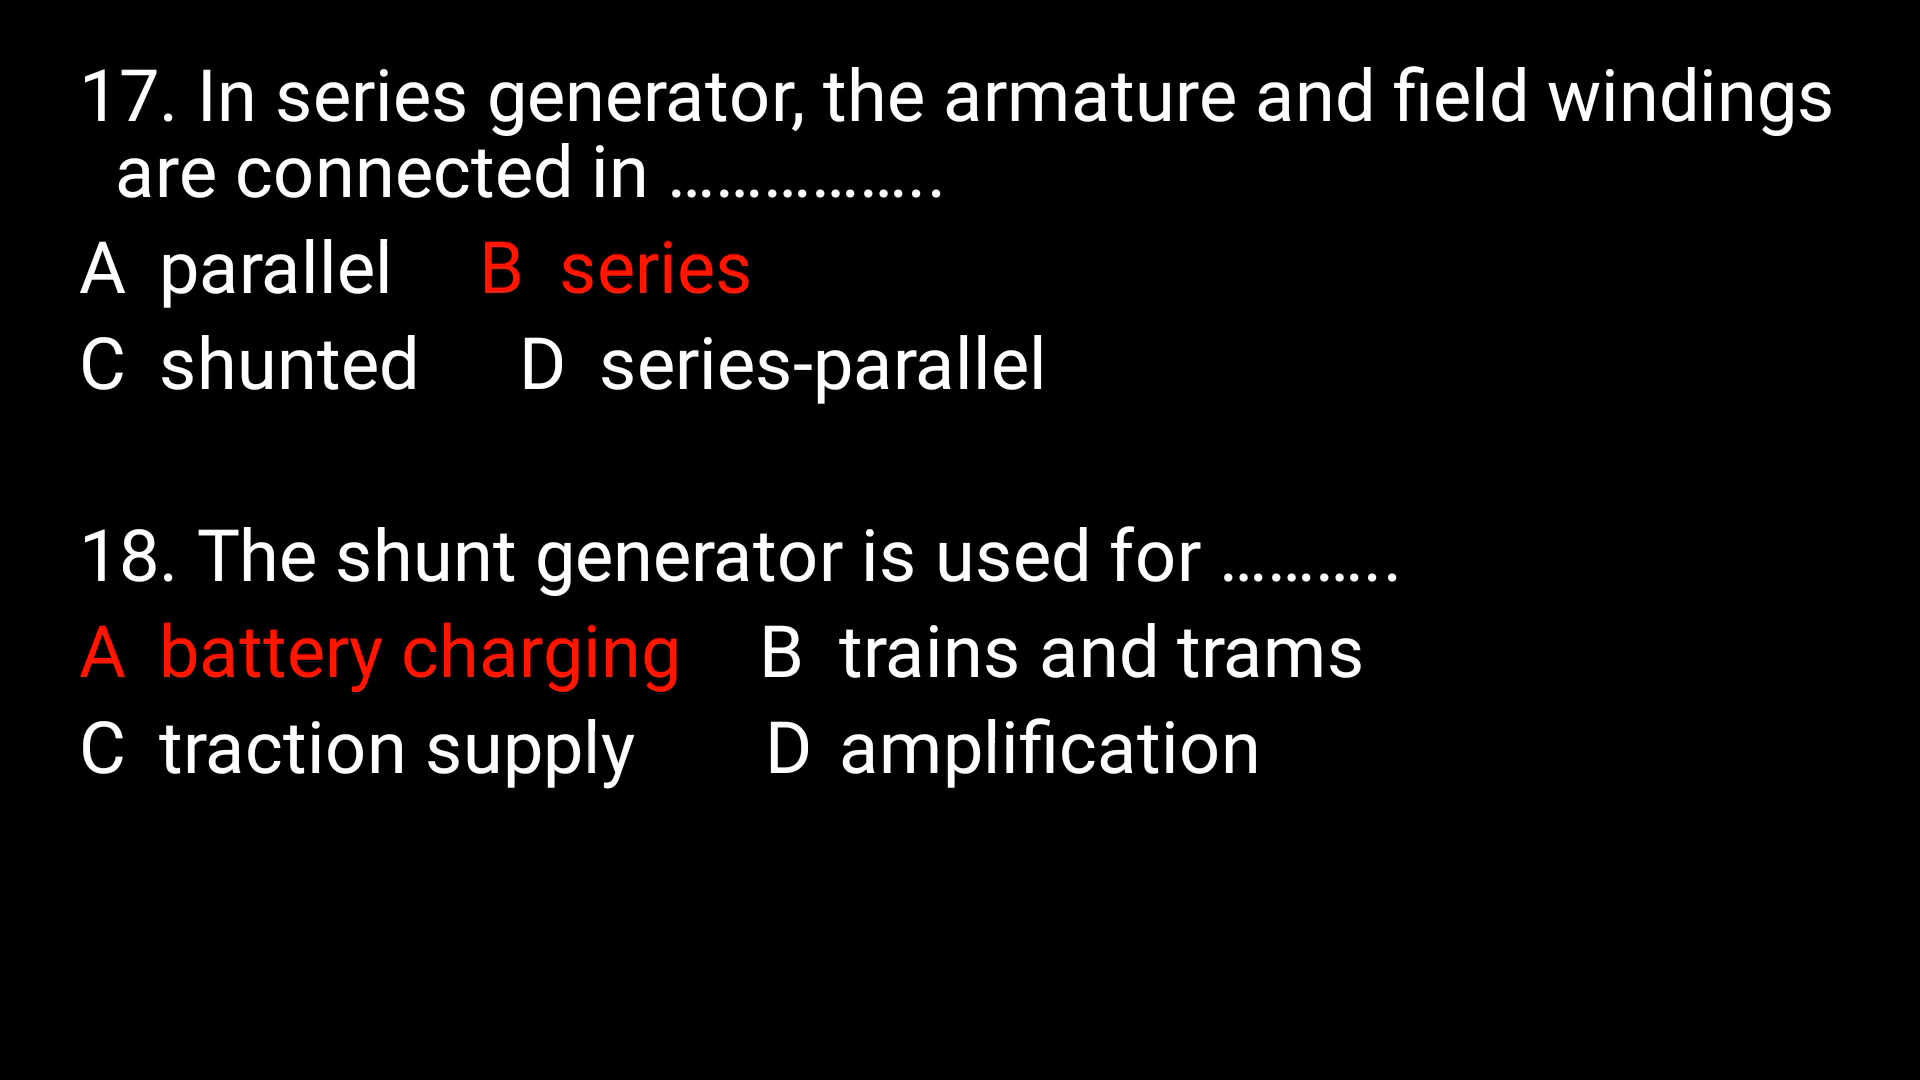 17. In series generator, the armature and field windings
are connected in ……………..
A parallel B series
C shunted D series-parallel
18. The shunt generator is used for ………..
A battery charging B trains and trams
C traction supply D amplification